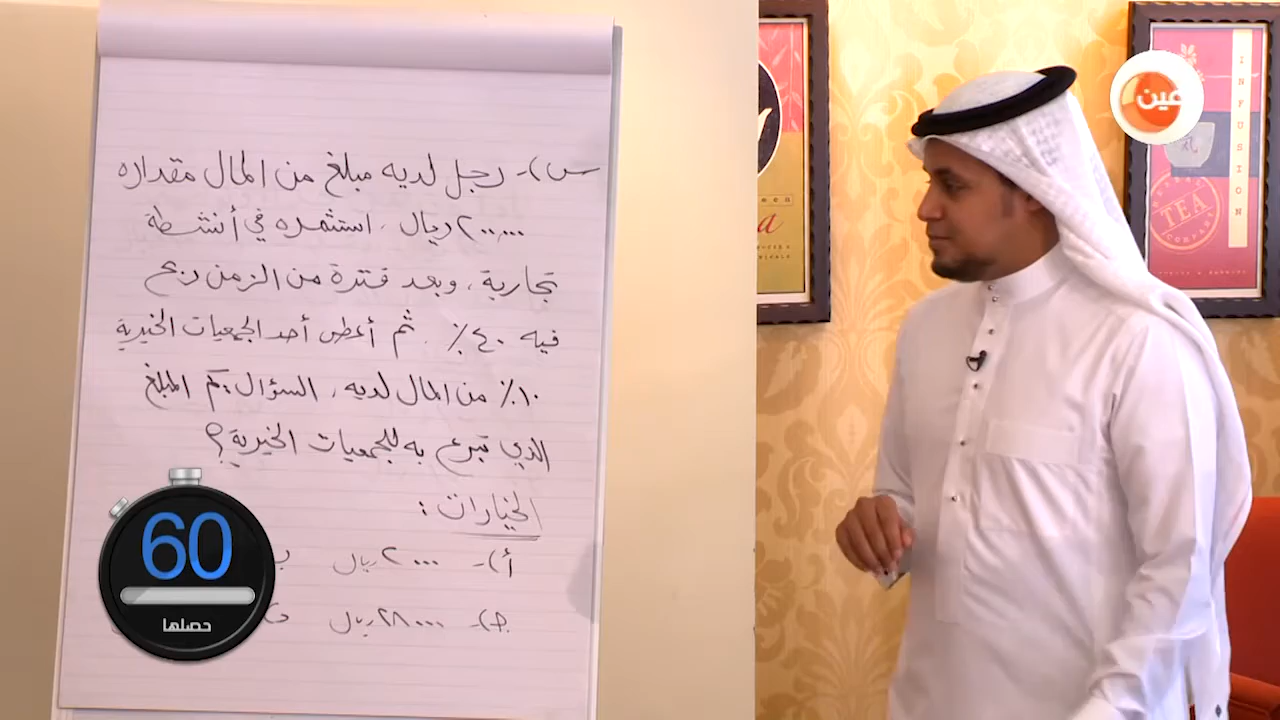 س)- رجل لديه مبلغ من المال مقداره
٢٠٠,٠٠٠ ريال، استثمره في أنشطة
تجارية، وبعد فترة من الزمن ربح
فيه ٤٠٪. ثم أعطى أحد الجمعيات الخيرية
١٠٪ من المال لديه، السؤال: كم المبلغ
الذي تبرع به للجمعيات الخيرية؟
الخيارات:
أ)- ٢٠٠٠ ريال ب
ج)- ٢٨٠٠٠ ريال
60
حصلها
عين
INFUSION
HERBAL
TEA
COMPANY